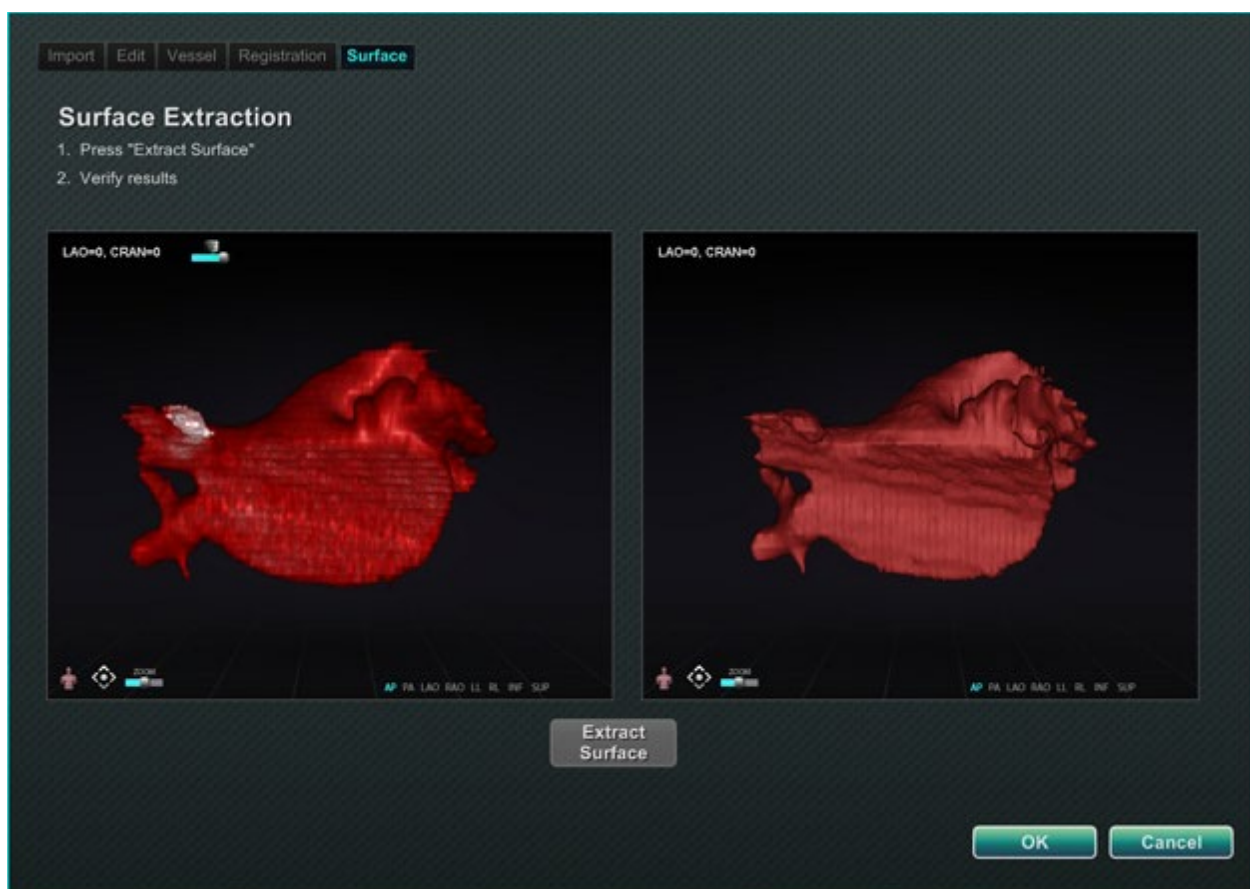 Import Edit Vessel Registration Surface
Surface Extraction
1. Press "Extract Surface"
2. Verify results
LAO=0, CRAN=0
LAO=0, CRAN=0
ZOOM
AP PA LAO RAO LL RL INF SUP
ZOOM
AP PA LAO RAO LL RL INF SUP
Extract
Surface
OK Cancel